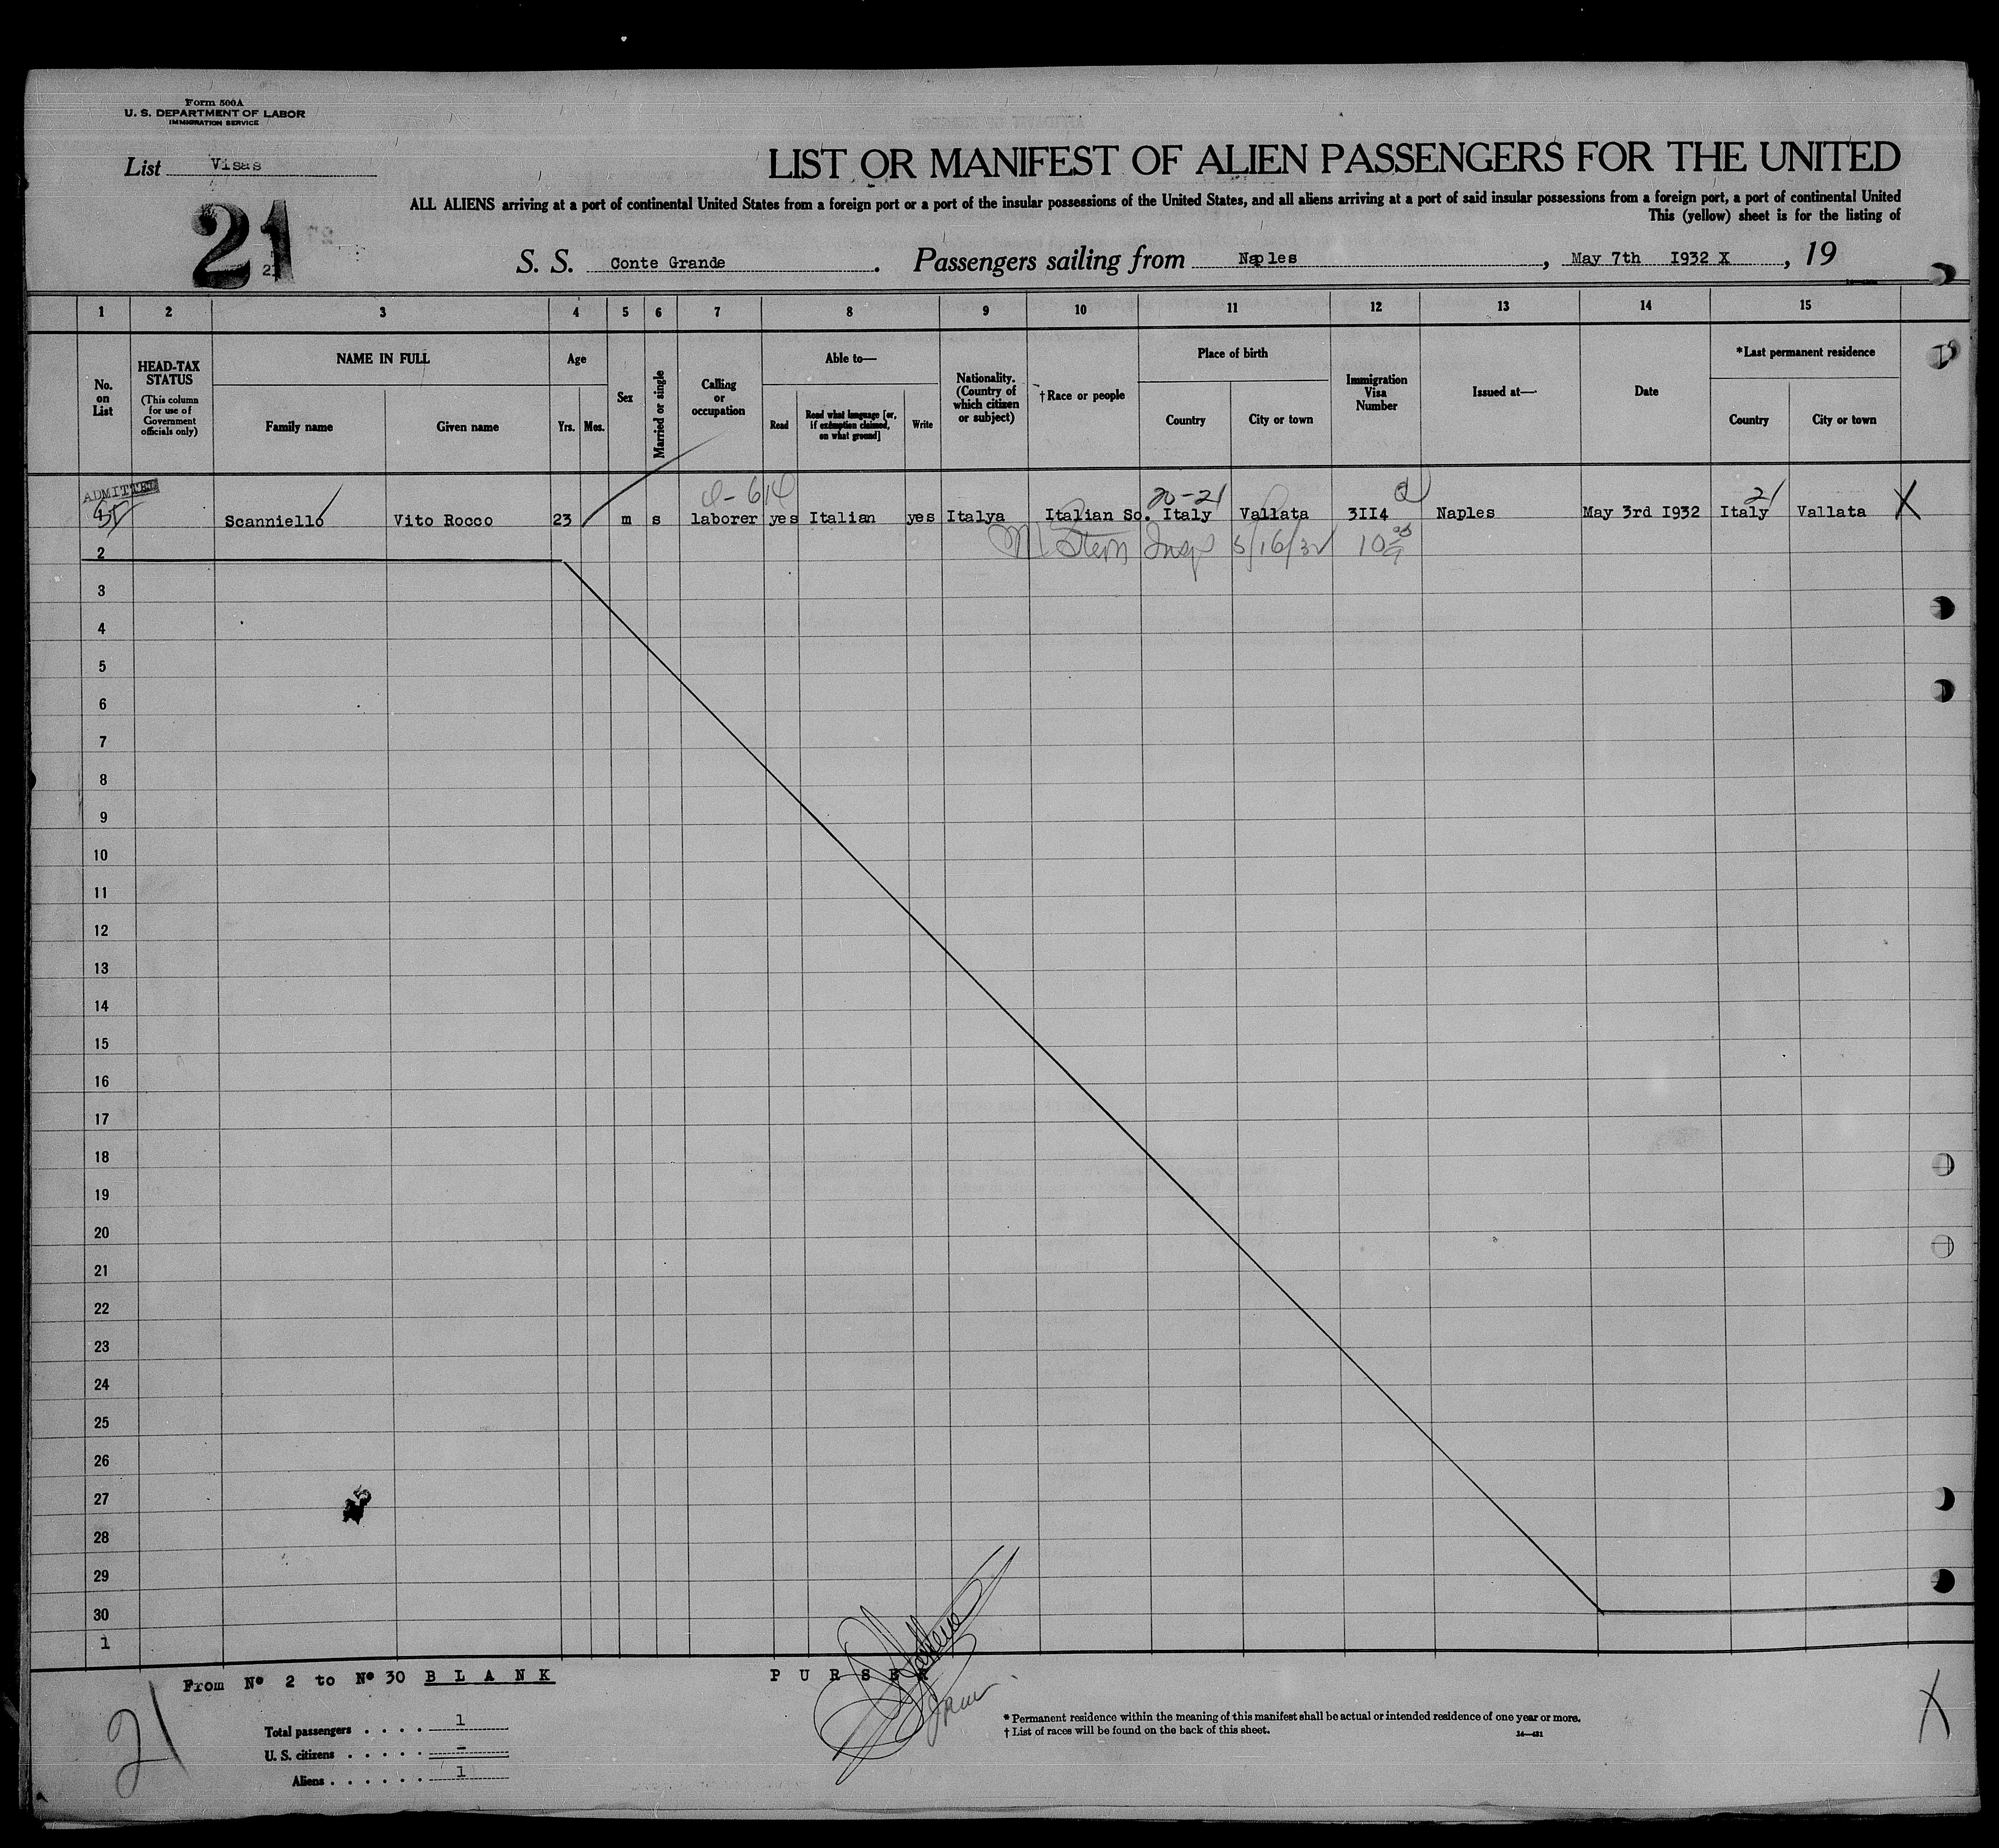 Form 500A
U. S. DEPARTMENT OF LABOR
IMMIGRATION SERVICE
List Visas
LIST OR MANIFEST OF ALIEN PASSENGERS FOR THE UNITED
ALL ALIENS arriving at a port of continental United States from a foreign port or a port of the insular possessions of the United States, and all aliens arriving at a port of said insular possessions from a foreign port, a port of continental United
This (yellow) sheet is for the listing of
21
S. S. Conte Grande. Passengers sailing from Naples, May 7th I932 X, 19
1 2 3 4 5 6 7 8 9 10 11 12 13 14 15
No. on List
HEAD-TAX STATUS (This column for use of Government officials only)
NAME IN FULL
Family name
Given name
Age
Yrs. Mos.
Sex
Married or single
Calling or occupation
Able to—
Read
Read what language [or, if exemption claimed, on what ground]
Write
Nationality. (Country of which citizen or subject)
† Race or people
Place of birth
Country
City or town
Immigration Visa Number
Issued at—
Date
*Last permanent residence
Country
City or town
ADMITTED
20-21 21
Scanniello Vito Rocco 23 m s laborer yes Italian yes Italya Italian So. Italy Vallata 3II4 Naples May 3rd I932 Italy Vallata X
M Stern Insp 5/16/32
2
3
4
5
6
7
8
9
10
11
12
13
14
15
16
17
18
19
20
21
22
23
24
25
26
27
28
29
30
1
From Nº 2 to Nº 30 B L A N K
P U R S E R
21
X
Total passengers . . . . 1
U. S. citizens . . . . . -
Aliens . . . . . . 1
* Permanent residence within the meaning of this manifest shall be actual or intended residence of one year or more.
† List of races will be found on the back of this sheet.
14—431